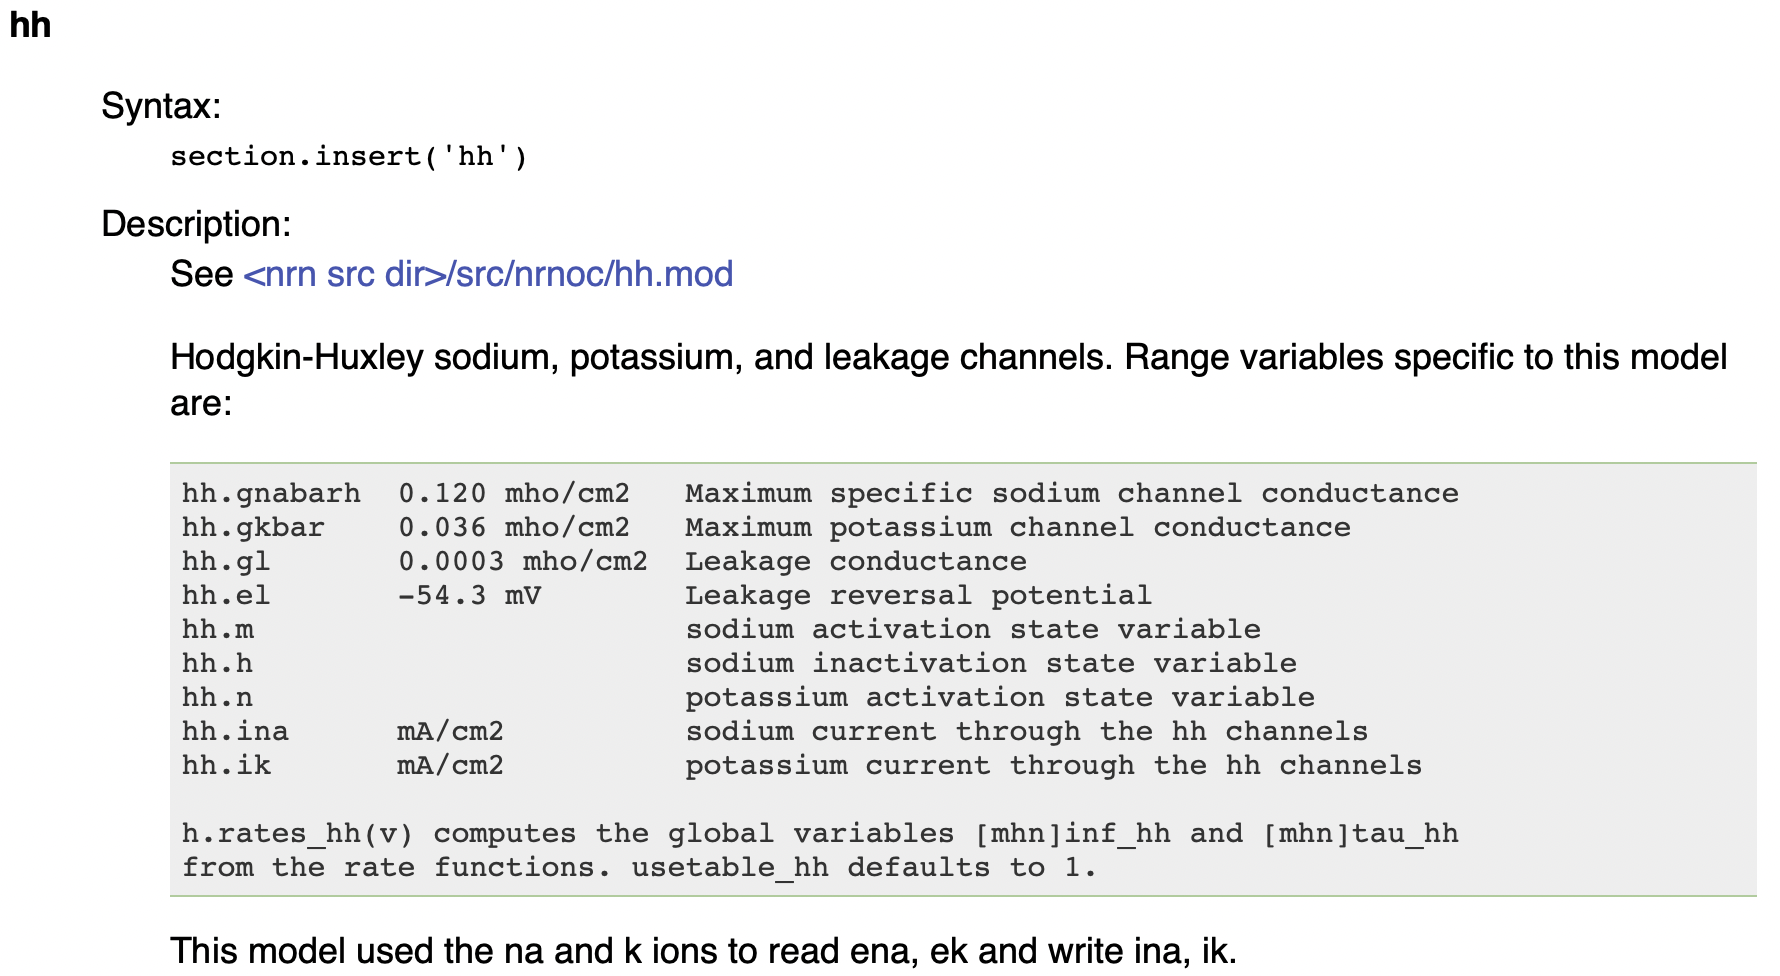 hh
Syntax:
section.insert('hh')
Description:
See <nrn src dir>/src/nrnoc/hh.mod
Hodgkin-Huxley sodium, potassium, and leakage channels. Range variables specific to this model
are:
hh.gnabarh  0.120 mho/cm2   Maximum specific sodium channel conductance
hh.gkbar    0.036 mho/cm2   Maximum potassium channel conductance
hh.gl       0.0003 mho/cm2  Leakage conductance
hh.el       -54.3 mV        Leakage reversal potential
hh.m                        sodium activation state variable
hh.h                        sodium inactivation state variable
hh.n                        potassium activation state variable
hh.ina      mA/cm2          sodium current through the hh channels
hh.ik       mA/cm2          potassium current through the hh channels
h.rates_hh(v) computes the global variables [mhn]inf_hh and [mhn]tau_hh
from the rate functions. usetable_hh defaults to 1.
This model used the na and k ions to read ena, ek and write ina, ik.